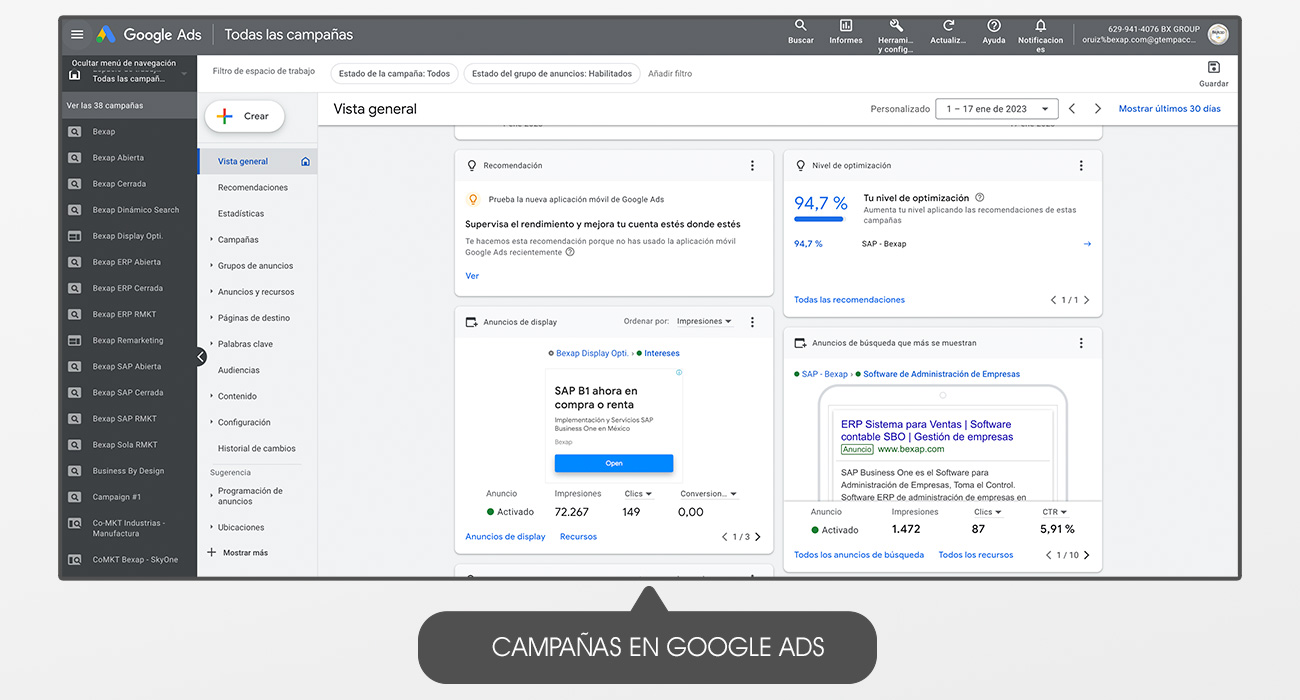 Google Ads
Todas las campañas
Buscar
Informes
Herrami...
y config...
Actualiz...
Ayuda
Notificacion
es
629-941-4076 BX GROUP
oruiz%bexap.com@gtempacc...
Ocultar menú de navegación
Todas las campañ...
Ver las 38 campañas
Bexap
Bexap Abierta
Bexap Cerrada
Bexap Dinámico Search
Bexap Display Opti.
Bexap ERP Abierta
Bexap ERP Cerrada
Bexap ERP RMKT
Bexap Remarketing
Bexap SAP Abierta
Bexap SAP Cerrada
Bexap SAP RMKT
Bexap Sola RMKT
Business By Design
Campaign #1
Co-MKT Industrias -
Manufactura
CoMKT Bexap - SkyOne
Filtro de espacio de trabajo
Estado de la campaña: Todos
Estado del grupo de anuncios: Habilitados
Añadir filtro
Guardar
Crear
Vista general
Recomendaciones
Estadísticas
Campañas
Grupos de anuncios
Anuncios y recursos
Páginas de destino
Palabras clave
Audiencias
Contenido
Configuración
Historial de cambios
Sugerencia
Programación de
anuncios
Ubicaciones
Mostrar más
Vista general
Personalizado
1 – 17 ene de 2023
Mostrar últimos 30 días
Recomendación
Prueba la nueva aplicación móvil de Google Ads
Supervisa el rendimiento y mejora tu cuenta estés donde estés
Te hacemos esta recomendación porque no has usado la aplicación móvil
Google Ads recientemente
Ver
Nivel de optimización
94,7 %
Tu nivel de optimización
Aumenta tu nivel aplicando las recomendaciones de estas
campañas
94,7 %
SAP - Bexap
Todas las recomendaciones
1 / 1
Anuncios de display
Ordenar por:
Impresiones
Bexap Display Opti. › Intereses
SAP B1 ahora en
compra o renta
Implementación y Servicios SAP
Business One en México
Bexap
Open
Anuncio
Impresiones
Clics
Conversion...
Activado
72.267
149
0,00
Anuncios de display
Recursos
1 / 3
Anuncios de búsqueda que más se muestran
SAP - Bexap › Software de Administración de Empresas
ERP Sistema para Ventas | Software
contable SBO | Gestión de empresas
Anuncio www.bexap.com
SAP Business One es el Software para
Administración de Empresas, Toma el Control.
Software ERP de administración de empresas en
Anuncio
Impresiones
Clics
CTR
Activado
1.472
87
5,91 %
Todos los anuncios de búsqueda
Todos los recursos
1 / 10
CAMPAÑAS EN GOOGLE ADS